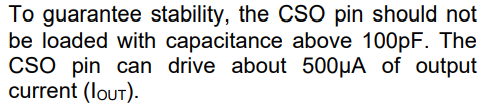 To guarantee stability, the CSO pin should not
be loaded with capacitance above 100pF. The
CSO pin can drive about 500µA of output
current (IOUT).